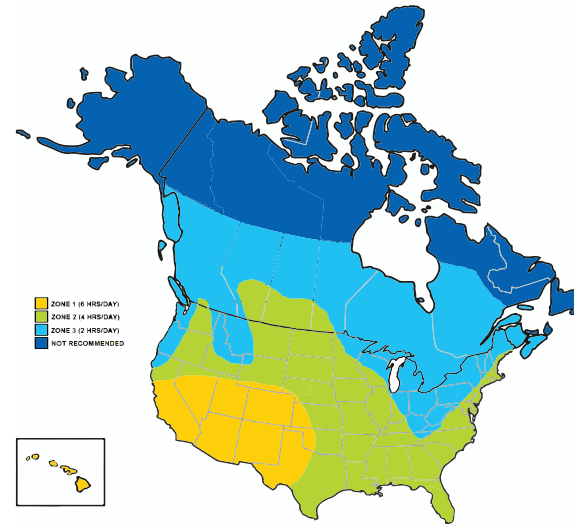 ZONE 1 (6 HRS/DAY)
ZONE 2 (4 HRS/DAY)
ZONE 3 (2 HRS/DAY)
NOT RECOMMENDED